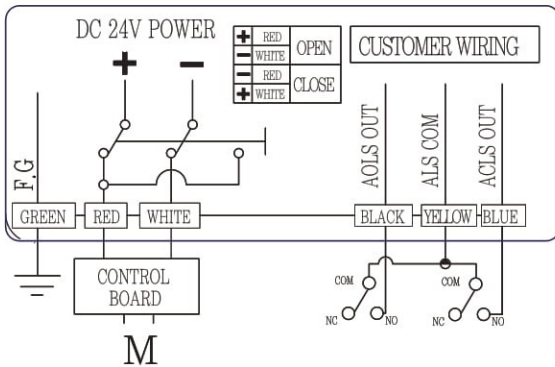 DC 24V POWER
+ −
+ RED OPEN
− WHITE
− RED CLOSE
+ WHITE
CUSTOMER WIRING
F.G
AOLS OUT
ALS COM
ACLS OUT
GREEN RED WHITE BLACK YELLOW BLUE
CONTROL
BOARD
M
COM COM
NC NO NC NO